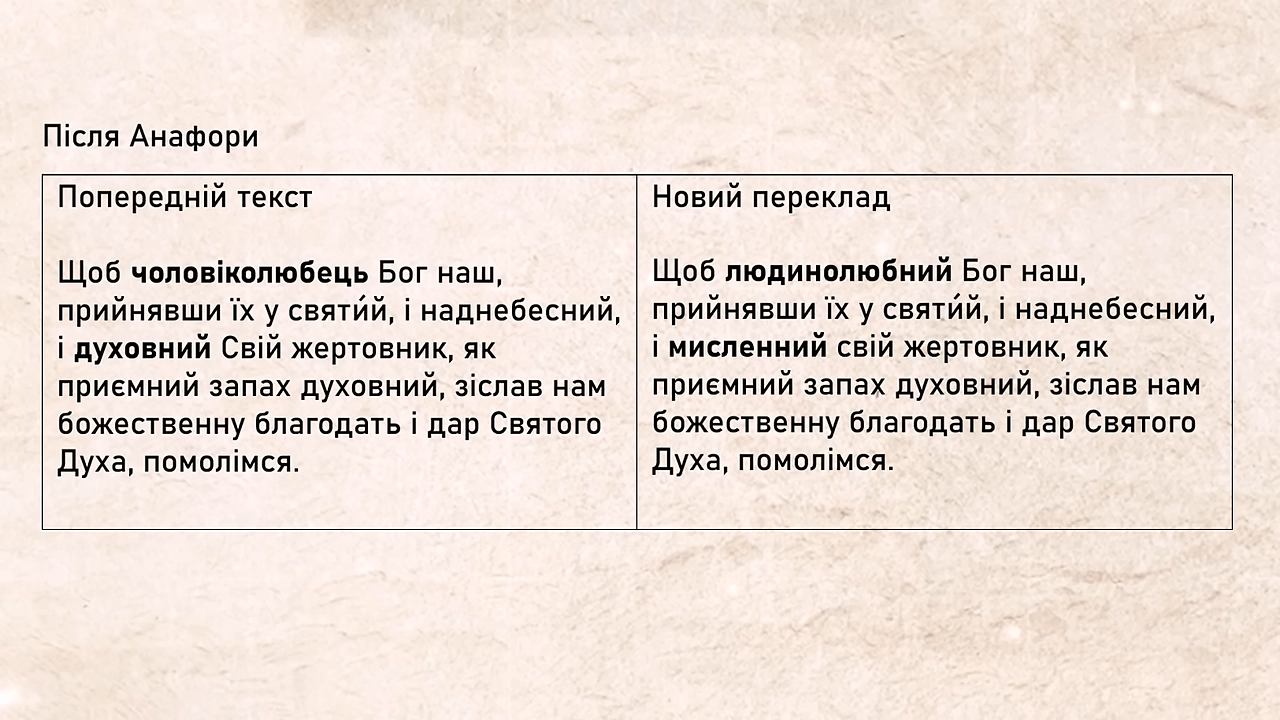 Після Анафори
Попередній текст
Щоб чоловіколюбець Бог наш,
прийнявши їх у святи́й, і наднебесний,
і духовний Свій жертовник, як
приємний запах духовний, зіслав нам
божественну благодать і дар Святого
Духа, помолімся.
Новий переклад
Щоб людинолюбний Бог наш,
прийнявши їх у святи́й, і наднебесний,
і мисленний свій жертовник, як
приємний запах духовний, зіслав нам
божественну благодать і дар Святого
Духа, помолімся.